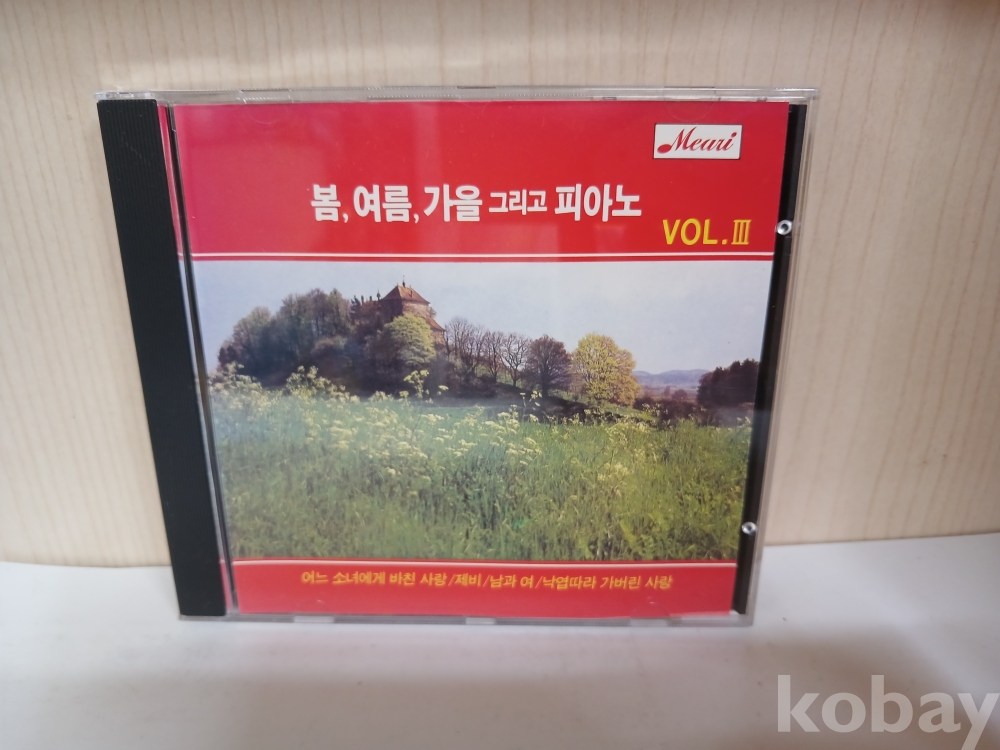 Meari
봄, 여름, 가을 그리고 피아노
VOL. III
어느 소녀에게 바친 사랑/제비/남과 여/낙엽따라 가버린 사랑
kobay